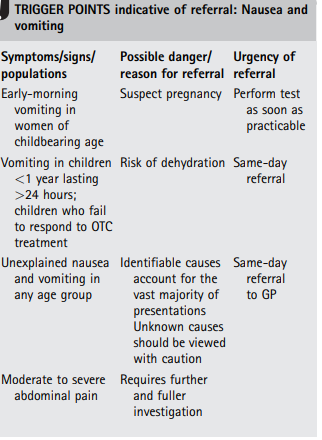 TRIGGER POINTS indicative of referral: Nausea and
vomiting
Symptoms/signs/ Possible danger/ Urgency of
populations reason for referral referral
Early-morning Suspect pregnancy Perform test
vomiting in as soon as
women of practicable
childbearing age
Vomiting in children Risk of dehydration Same-day
<1 year lasting referral
>24 hours;
children who fail
to respond to OTC
treatment
Unexplained nausea Identifiable causes Same-day
and vomiting in account for the referral
any age group vast majority of to GP
presentations
Unknown causes
should be viewed
with caution
Moderate to severe Requires further
abdominal pain and fuller
investigation